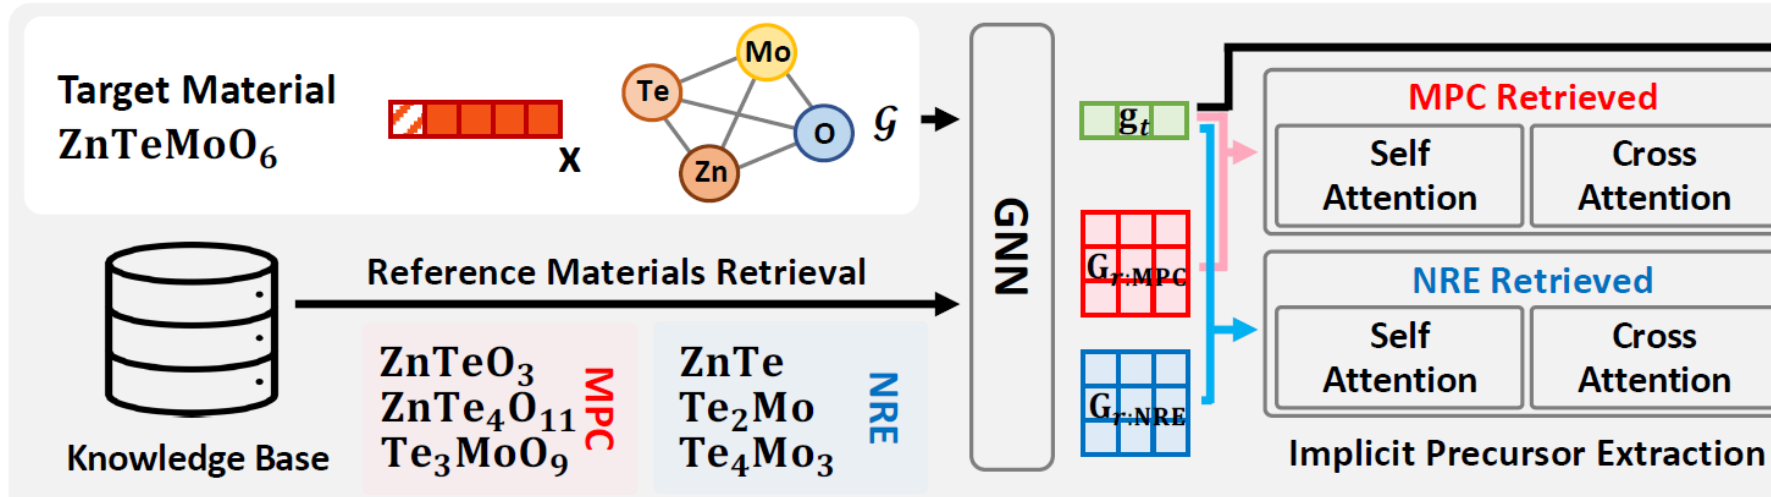 Target Material
ZnTeMoO₆
x
Te
Mo
Zn
O
𝒢
Knowledge Base
Reference Materials Retrieval
ZnTeO₃
ZnTe₄O₁₁
Te₃MoO₉
MPC
ZnTe
Te₂Mo
Te₄Mo₃
NRE
GNN
gₜ
G_r:MPC
G_r:NRE
MPC Retrieved
Self
Attention
Cross
Attention
NRE Retrieved
Self
Attention
Cross
Attention
Implicit Precursor Extraction